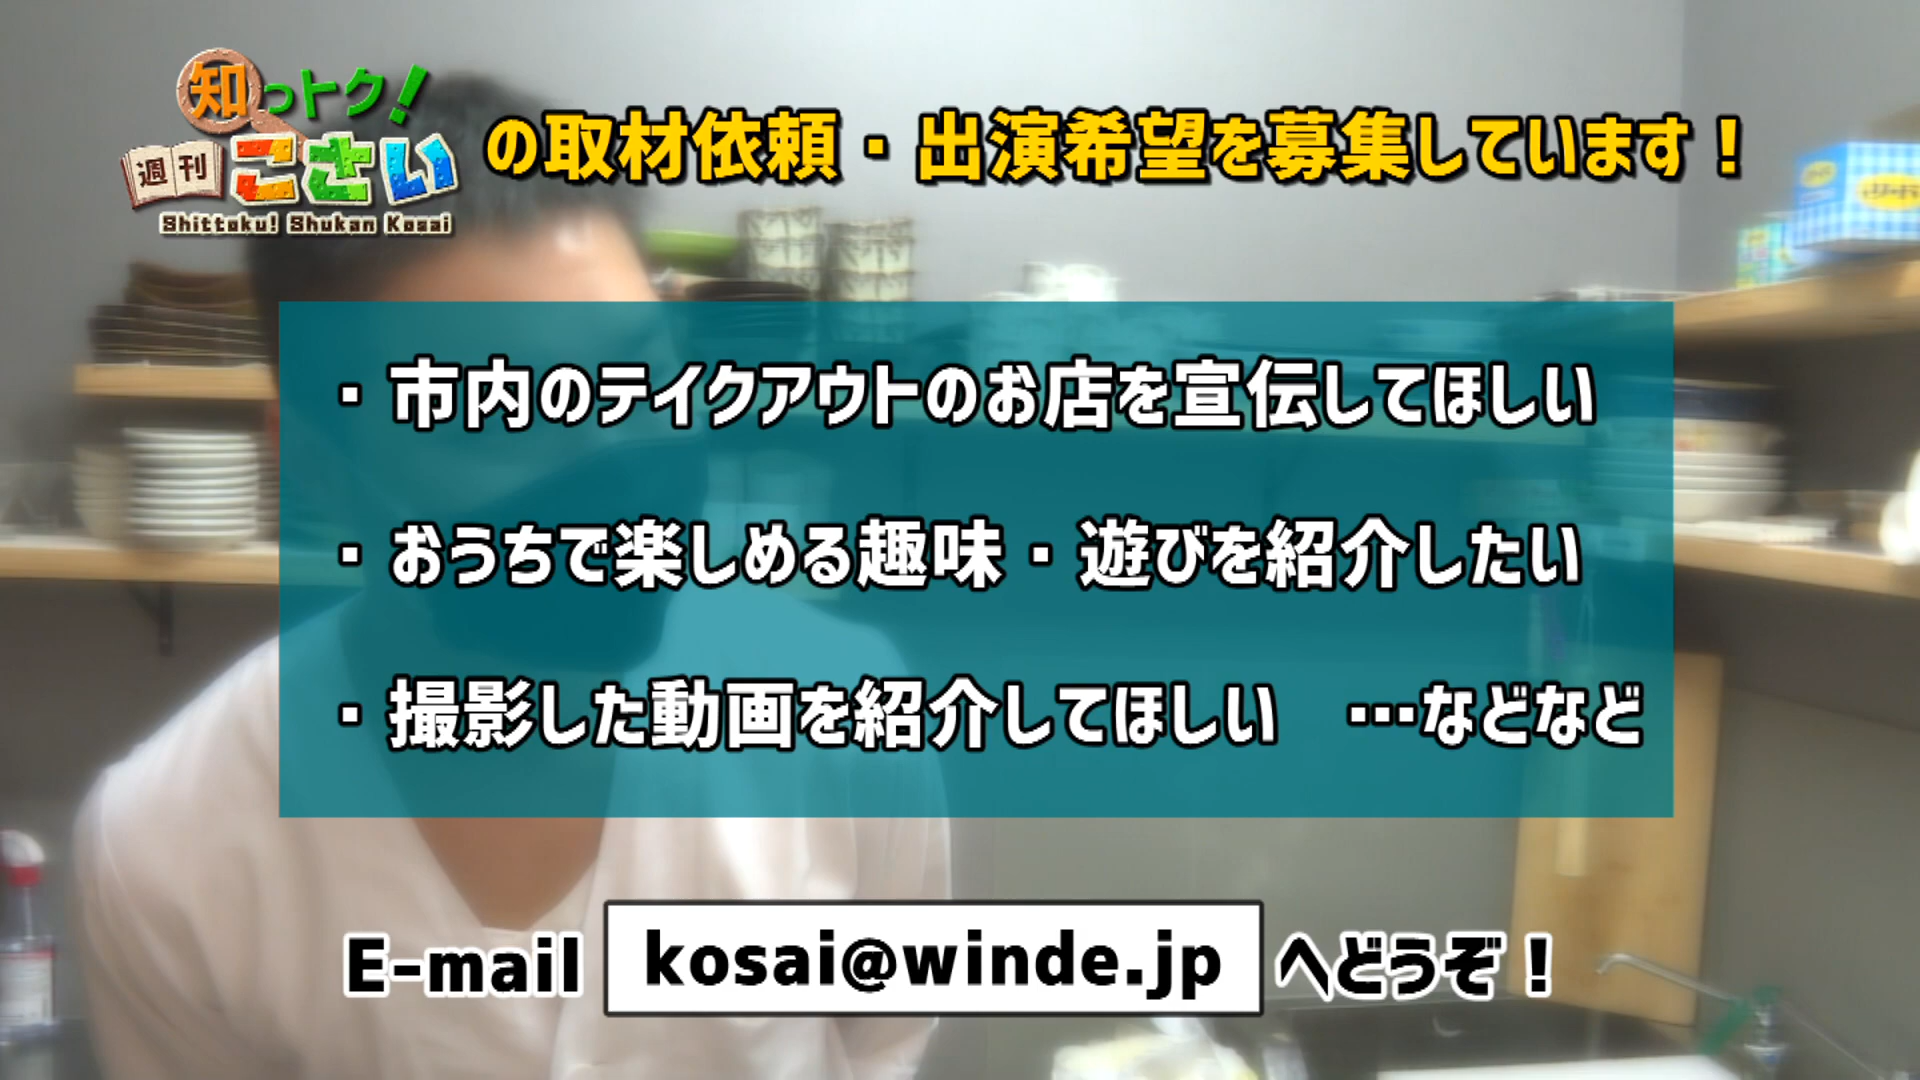 知っトク!
週刊 こさい
Shittoku! Shukan Kosai
の取材依頼・出演希望を募集しています！
・市内のテイクアウトのお店を宣伝してほしい
・おうちで楽しめる趣味・遊びを紹介したい
・撮影した動画を紹介してほしい　…などなど
E-mail kosai@winde.jp へどうぞ！